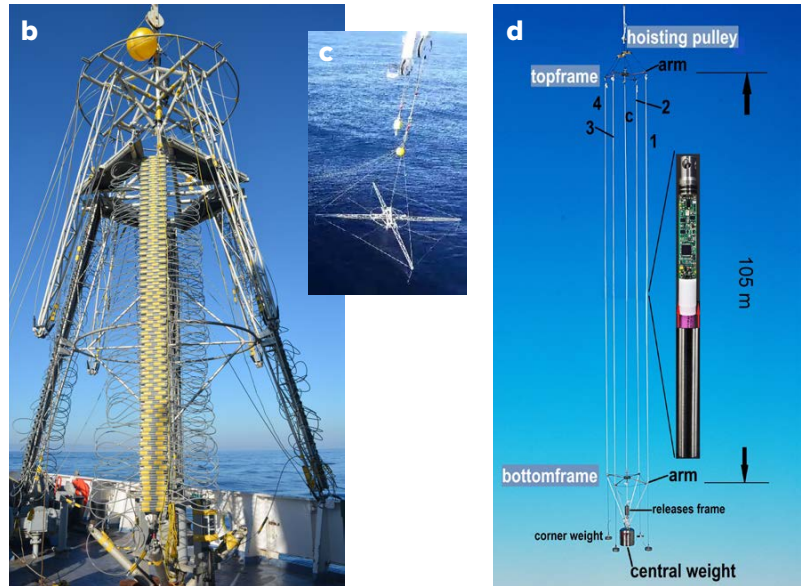 b
c
d
hoisting pulley
topframe
arm
4
3
c
2
1
105 m
bottomframe
arm
releases frame
corner weight
central weight